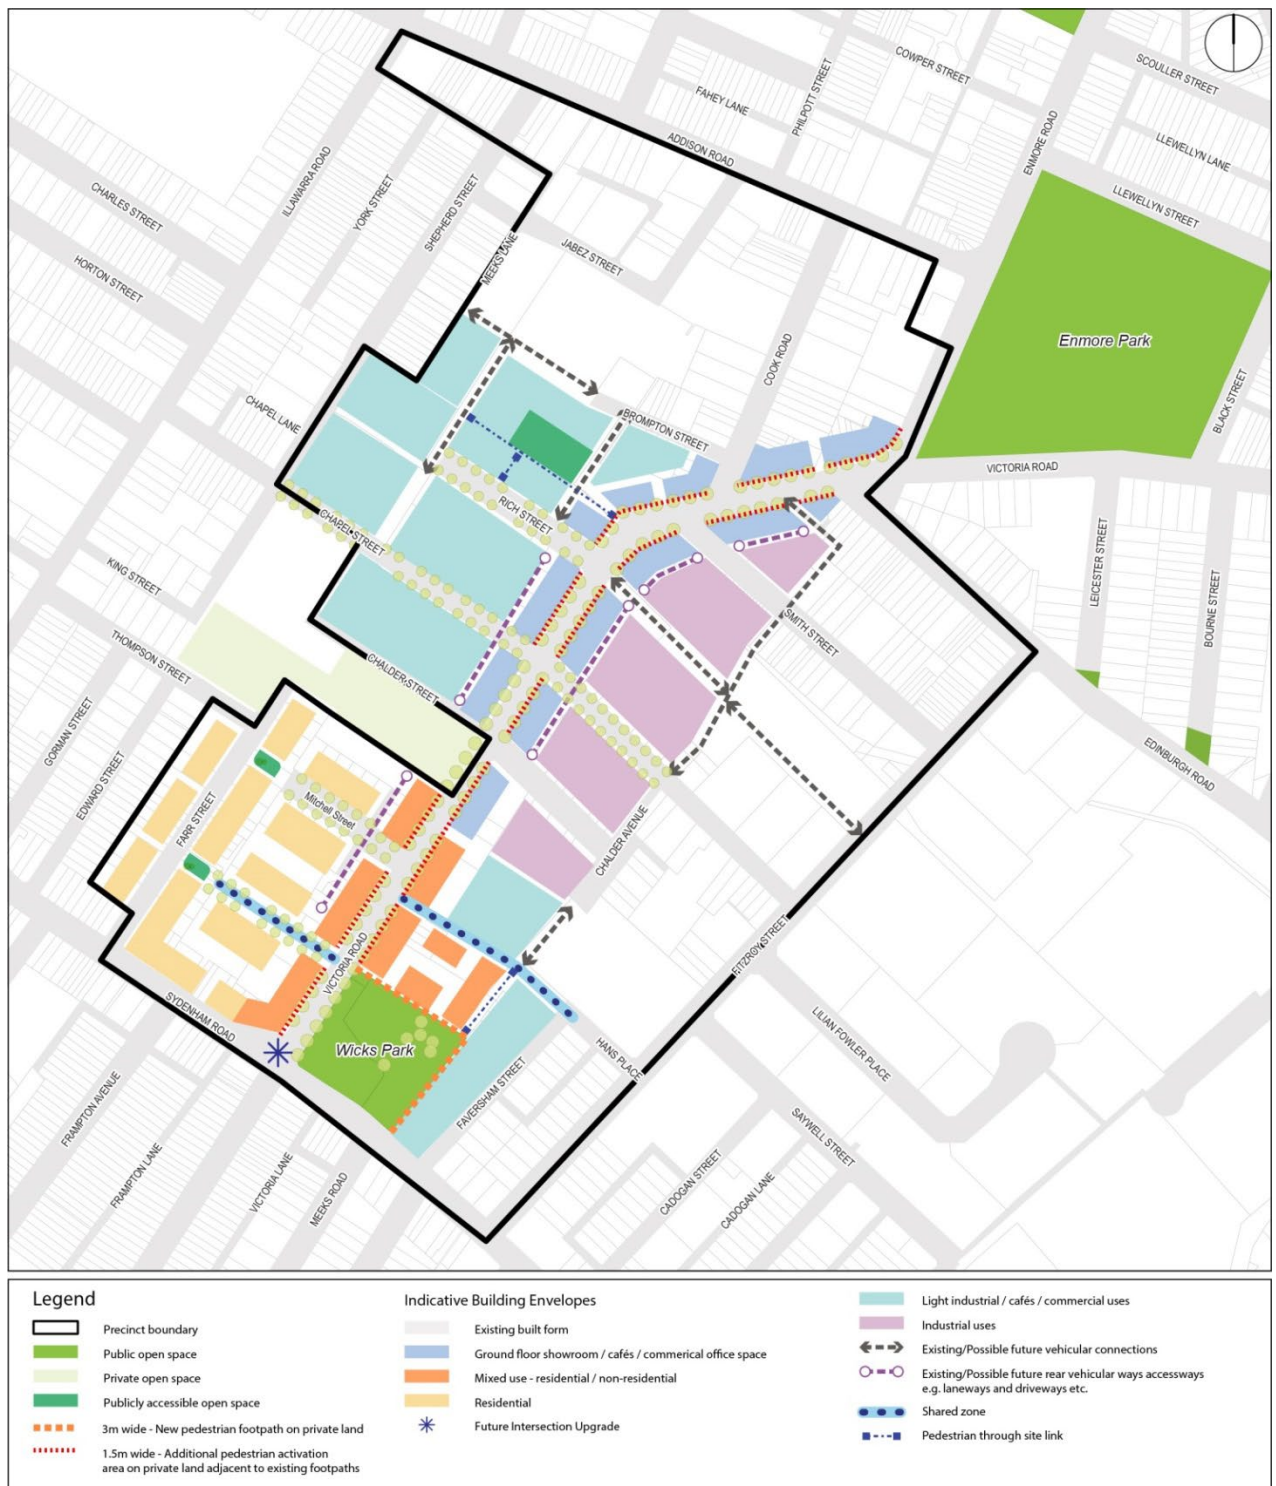 SCOULLER STREET
COWPER STREET
PHILPOTT STREET
FAHEY LANE
ENMORE ROAD
LLEWELLYN LANE
ADDISON ROAD
ILLAWARRA ROAD
LLEWELLYN STREET
CHARLES STREET
YORK STREET
SHEPHERD STREET
MEEKS LANE
JABEZ STREET
HORTON STREET
Enmore Park
COOK ROAD
BLACK STREET
CHAPEL LANE
BROMPTON STREET
VICTORIA ROAD
RICH STREET
CHAPEL STREET
KING STREET
LEICESTER STREET
BOURNE STREET
SMITH STREET
THOMPSON STREET
CHALDER STREET
GORMAN STREET
EDWARD STREET
EDINBURGH ROAD
FARR STREET
Mitchell Street
CHALDER AVENUE
VICTORIA ROAD
FITZROY STREET
SYDENHAM ROAD
Wicks Park
HANS PLACE
LILIAN FOWLER PLACE
FRAMPTON AVENUE
FAVERSHAM STREET
SAYWELL STREET
FRAMPTON LANE
VICTORIA LANE
MEEKS ROAD
CADOGAN STREET
CADOGAN LANE
Legend
Precinct boundary
Public open space
Private open space
Publicly accessible open space
3m wide - New pedestrian footpath on private land
1.5m wide - Additional pedestrian activation
area on private land adjacent to existing footpaths
Indicative Building Envelopes
Existing built form
Ground floor showroom / cafés / commerical office space
Mixed use - residential / non-residential
Residential
Future Intersection Upgrade
Light industrial / cafés / commercial uses
Industrial uses
Existing/Possible future vehicular connections
Existing/Possible future rear vehicular ways accessways
e.g. laneways and driveways etc.
Shared zone
Pedestrian through site link